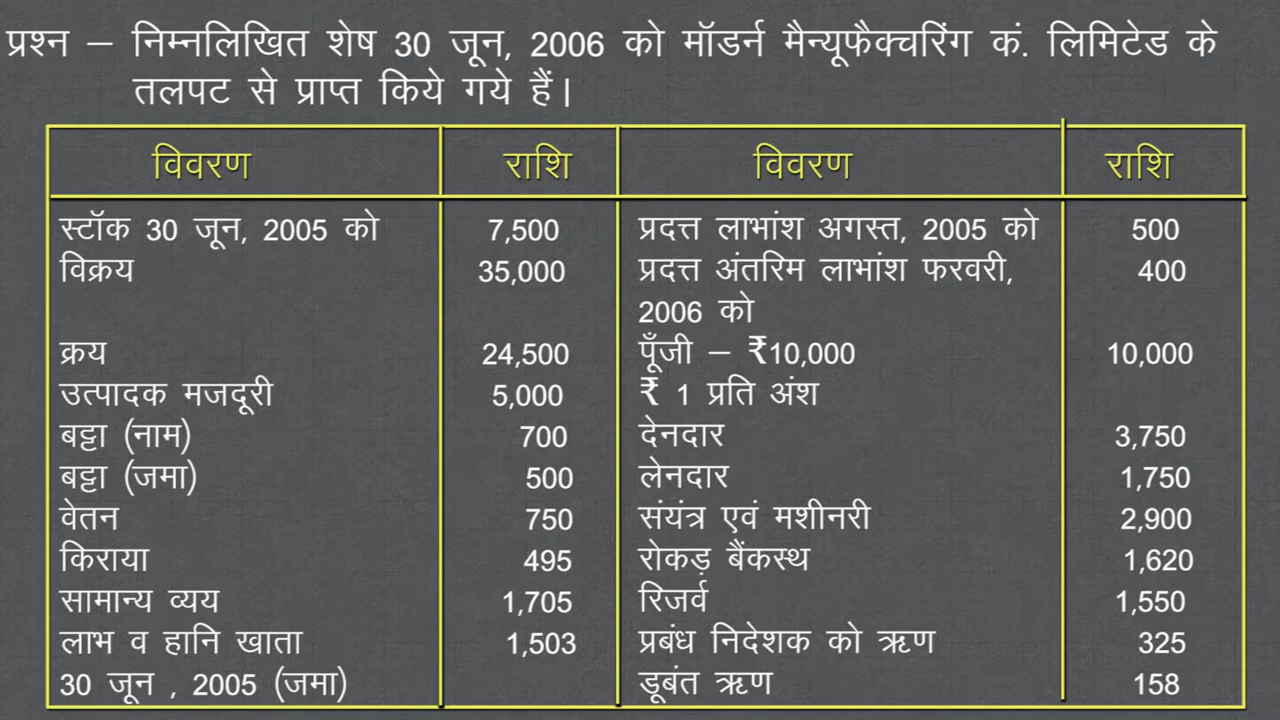 प्रश्न – निम्नलिखित शेष 30 जून, 2006 को मॉडर्न मैन्यूफैक्चरिंग कं. लिमिटेड के
तलपट से प्राप्त किये गये हैं।
विवरण राशि विवरण राशि
स्टॉक 30 जून, 2005 को 7,500 प्रदत्त लाभांश अगस्त, 2005 को 500
विक्रय 35,000 प्रदत्त अंतरिम लाभांश फरवरी, 400
2006 को
क्रय 24,500 पूँजी – ₹10,000 10,000
उत्पादक मजदूरी 5,000 ₹ 1 प्रति अंश
बट्टा (नाम) 700 देनदार 3,750
बट्टा (जमा) 500 लेनदार 1,750
वेतन 750 संयंत्र एवं मशीनरी 2,900
किराया 495 रोकड़ बैंकस्थ 1,620
सामान्य व्यय 1,705 रिजर्व 1,550
लाभ व हानि खाता 1,503 प्रबंध निदेशक को ऋण 325
30 जून , 2005 (जमा) डूबंत ऋण 158